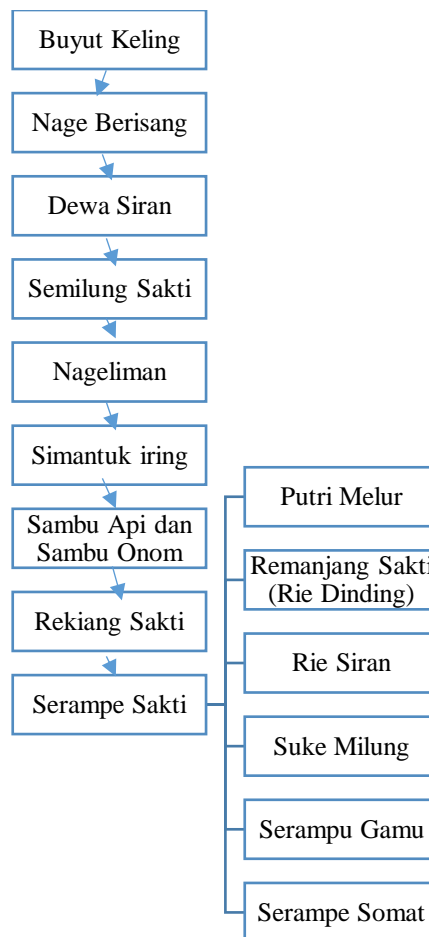 Buyut Keling
Nage Berisang
Dewa Siran
Semilung Sakti
Nageliman
Simantuk iring
Sambu Api dan
Sambu Onom
Rekiang Sakti
Serampe Sakti
Putri Melur
Remanjang Sakti
(Rie Dinding)
Rie Siran
Suke Milung
Serampu Gamu
Serampe Somat